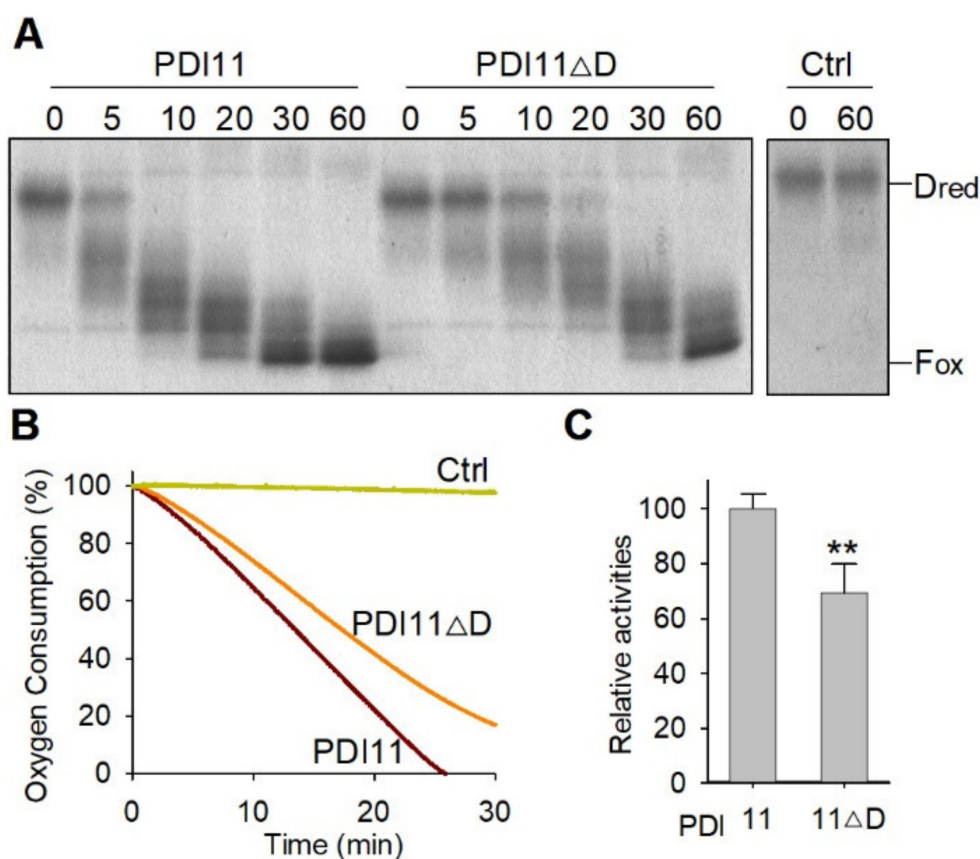 A
PDI11 PDI11△D Ctrl
0 5 10 20 30 60 0 5 10 20 30 60 0 60
Dred
Fox
B
Oxygen Consumption (%)
100
80
60
40
20
0
Ctrl
PDI11△D
PDI11
0 10 20 30
Time (min)
C
Relative activities
100
80
60
40
20
0
**
PDI 11 11△D